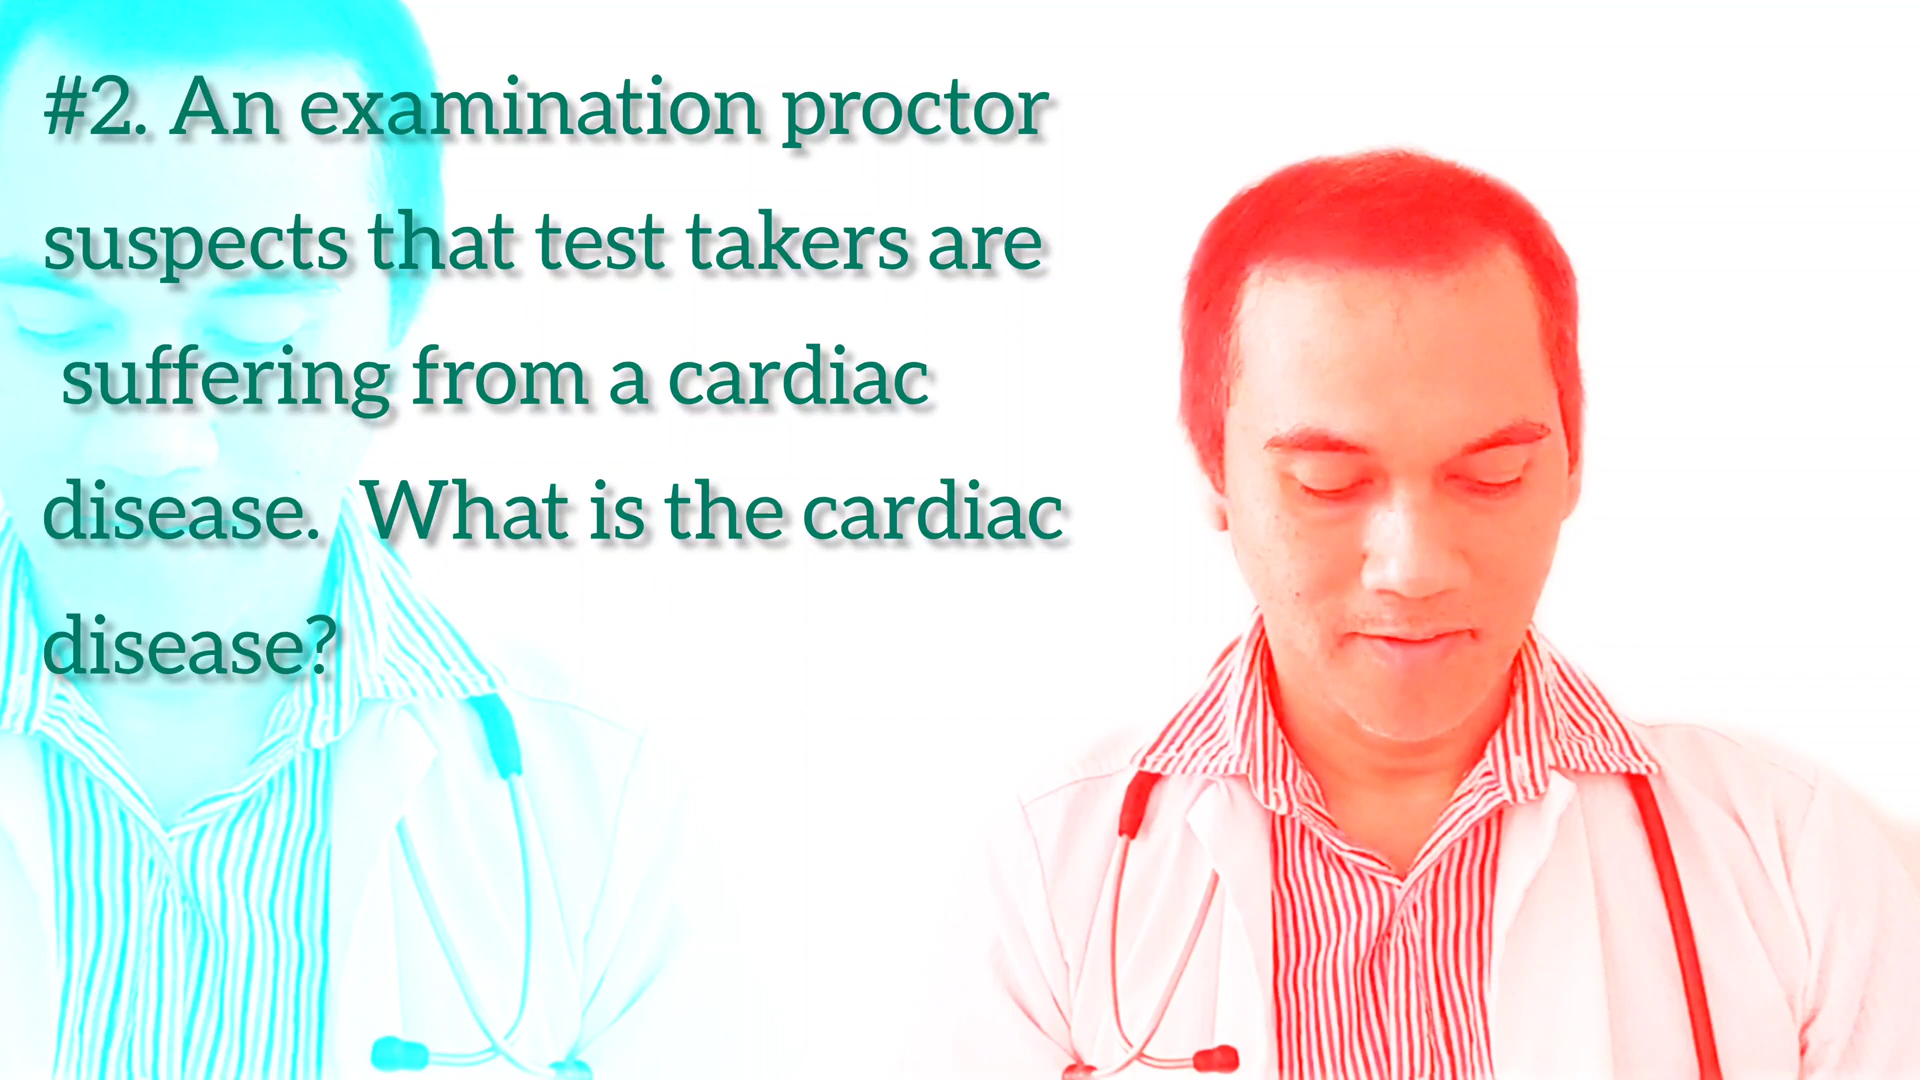 #2. An examination proctor
suspects that test takers are
suffering from a cardiac
disease. What is the cardiac
disease?